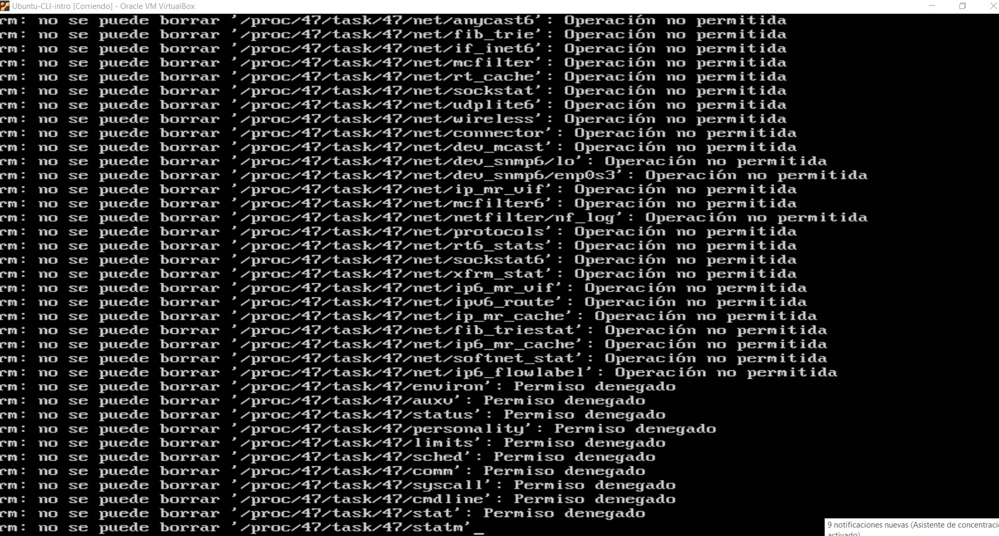 Ubuntu-CLI-intro [Corriendo] - Oracle VM VirtualBox
rm: no se puede borrar '/proc/47/task/47/net/anycast6': Operación no permitida
rm: no se puede borrar '/proc/47/task/47/net/fib_trie': Operación no permitida
rm: no se puede borrar '/proc/47/task/47/net/if_inet6': Operación no permitida
rm: no se puede borrar '/proc/47/task/47/net/mcfilter': Operación no permitida
rm: no se puede borrar '/proc/47/task/47/net/rt_cache': Operación no permitida
rm: no se puede borrar '/proc/47/task/47/net/sockstat': Operación no permitida
rm: no se puede borrar '/proc/47/task/47/net/udplite6': Operación no permitida
rm: no se puede borrar '/proc/47/task/47/net/wireless': Operación no permitida
rm: no se puede borrar '/proc/47/task/47/net/connector': Operación no permitida
rm: no se puede borrar '/proc/47/task/47/net/dev_mcast': Operación no permitida
rm: no se puede borrar '/proc/47/task/47/net/dev_snmp6/lo': Operación no permitida
rm: no se puede borrar '/proc/47/task/47/net/dev_snmp6/enp0s3': Operación no permitida
rm: no se puede borrar '/proc/47/task/47/net/ip_mr_vif': Operación no permitida
rm: no se puede borrar '/proc/47/task/47/net/mcfilter6': Operación no permitida
rm: no se puede borrar '/proc/47/task/47/net/netfilter/nf_log': Operación no permitida
rm: no se puede borrar '/proc/47/task/47/net/protocols': Operación no permitida
rm: no se puede borrar '/proc/47/task/47/net/rt6_stats': Operación no permitida
rm: no se puede borrar '/proc/47/task/47/net/sockstat6': Operación no permitida
rm: no se puede borrar '/proc/47/task/47/net/xfrm_stat': Operación no permitida
rm: no se puede borrar '/proc/47/task/47/net/ip6_mr_vif': Operación no permitida
rm: no se puede borrar '/proc/47/task/47/net/ipv6_route': Operación no permitida
rm: no se puede borrar '/proc/47/task/47/net/ip_mr_cache': Operación no permitida
rm: no se puede borrar '/proc/47/task/47/net/fib_triestat': Operación no permitida
rm: no se puede borrar '/proc/47/task/47/net/ip6_mr_cache': Operación no permitida
rm: no se puede borrar '/proc/47/task/47/net/softnet_stat': Operación no permitida
rm: no se puede borrar '/proc/47/task/47/net/ip6_flowlabel': Operación no permitida
rm: no se puede borrar '/proc/47/task/47/environ': Permiso denegado
rm: no se puede borrar '/proc/47/task/47/auxv': Permiso denegado
rm: no se puede borrar '/proc/47/task/47/status': Permiso denegado
rm: no se puede borrar '/proc/47/task/47/personality': Permiso denegado
rm: no se puede borrar '/proc/47/task/47/limits': Permiso denegado
rm: no se puede borrar '/proc/47/task/47/sched': Permiso denegado
rm: no se puede borrar '/proc/47/task/47/comm': Permiso denegado
rm: no se puede borrar '/proc/47/task/47/syscall': Permiso denegado
rm: no se puede borrar '/proc/47/task/47/cmdline': Permiso denegado
rm: no se puede borrar '/proc/47/task/47/stat': Permiso denegado
rm: no se puede borrar '/proc/47/task/47/statm'_
9 notificaciones nuevas (Asistente de concentraci
activado)